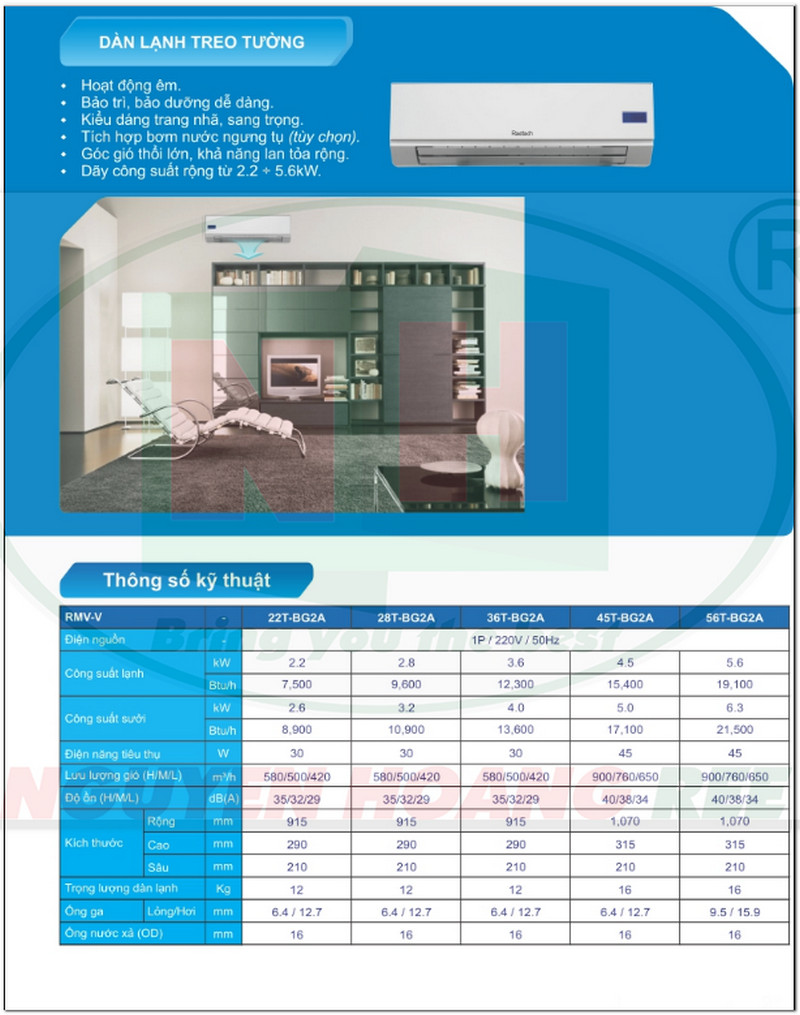 DÀN LẠNH TREO TƯỜNG
Hoạt động êm.
Bảo trì, bảo dưỡng dễ dàng.
Kiểu dáng trang nhã, sang trọng.
Tích hợp bơm nước ngưng tụ (tùy chọn).
Góc gió thổi lớn, khả năng lan tỏa rộng.
Dãy công suất rộng từ 2.2 ÷ 5.6kW.
Reetech
R
NH
Thông số kỹ thuật
RMV-V 22T-BG2A 28T-BG2A 36T-BG2A 45T-BG2A 56T-BG2A
Điện nguồn 1P / 220V / 50Hz
Bring you the best
Công suất lạnh kW 2.2 2.8 3.6 4.5 5.6
Btu/h 7,500 9,600 12,300 15,400 19,100
Công suất sưởi kW 2.6 3.2 4.0 5.0 6.3
Btu/h 8,900 10,900 13,600 17,100 21,500
Điện năng tiêu thụ W 30 30 30 45 45
Lưu lượng gió (H/M/L) m³/h 580/500/420 580/500/420 580/500/420 900/760/650 900/760/650
NGUYEN HOANG REE
Độ ồn (H/M/L) dB(A) 35/32/29 35/32/29 35/32/29 40/38/34 40/38/34
Kích thước Rộng mm 915 915 915 1,070 1,070
Cao mm 290 290 290 315 315
Sâu mm 210 210 210 210 210
Trọng lượng dàn lạnh Kg 12 12 12 16 16
Ống ga Lỏng/Hơi mm 6.4 / 12.7 6.4 / 12.7 6.4 / 12.7 6.4 / 12.7 9.5 / 15.9
Ống nước xả (OD) mm 16 16 16 16 16